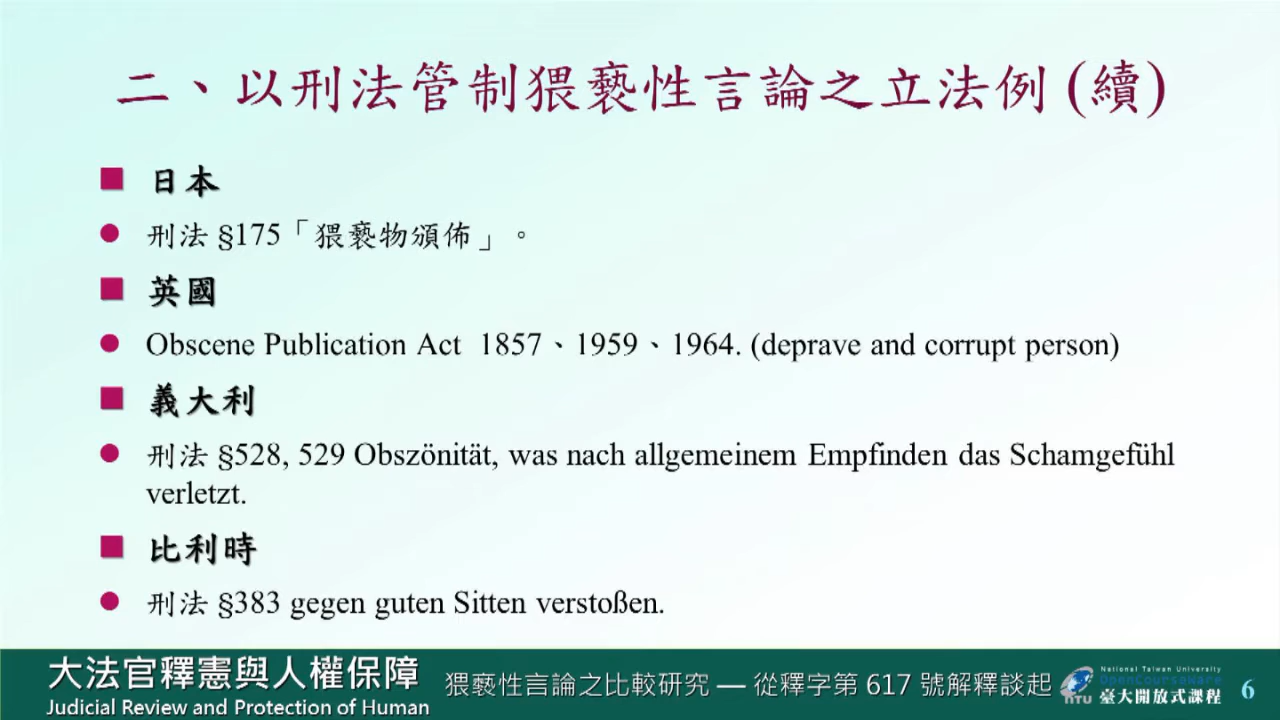 二、以刑法管制猥褻性言論之立法例 (續)
日本
刑法 §175「猥褻物頒佈」。
英國
Obscene Publication Act 1857、1959、1964. (deprave and corrupt person)
義大利
刑法 §528, 529 Obszönität, was nach allgemeinem Empfinden das Schamgefühl
verletzt.
比利時
刑法 §383 gegen guten Sitten verstoßen.
大法官釋憲與人權保障
Judicial Review and Protection of Human
猥褻性言論之比較研究 — 從釋字第 617 號解釋談起
National Taiwan University
OpenCourseWare
NTU 臺大開放式課程
6